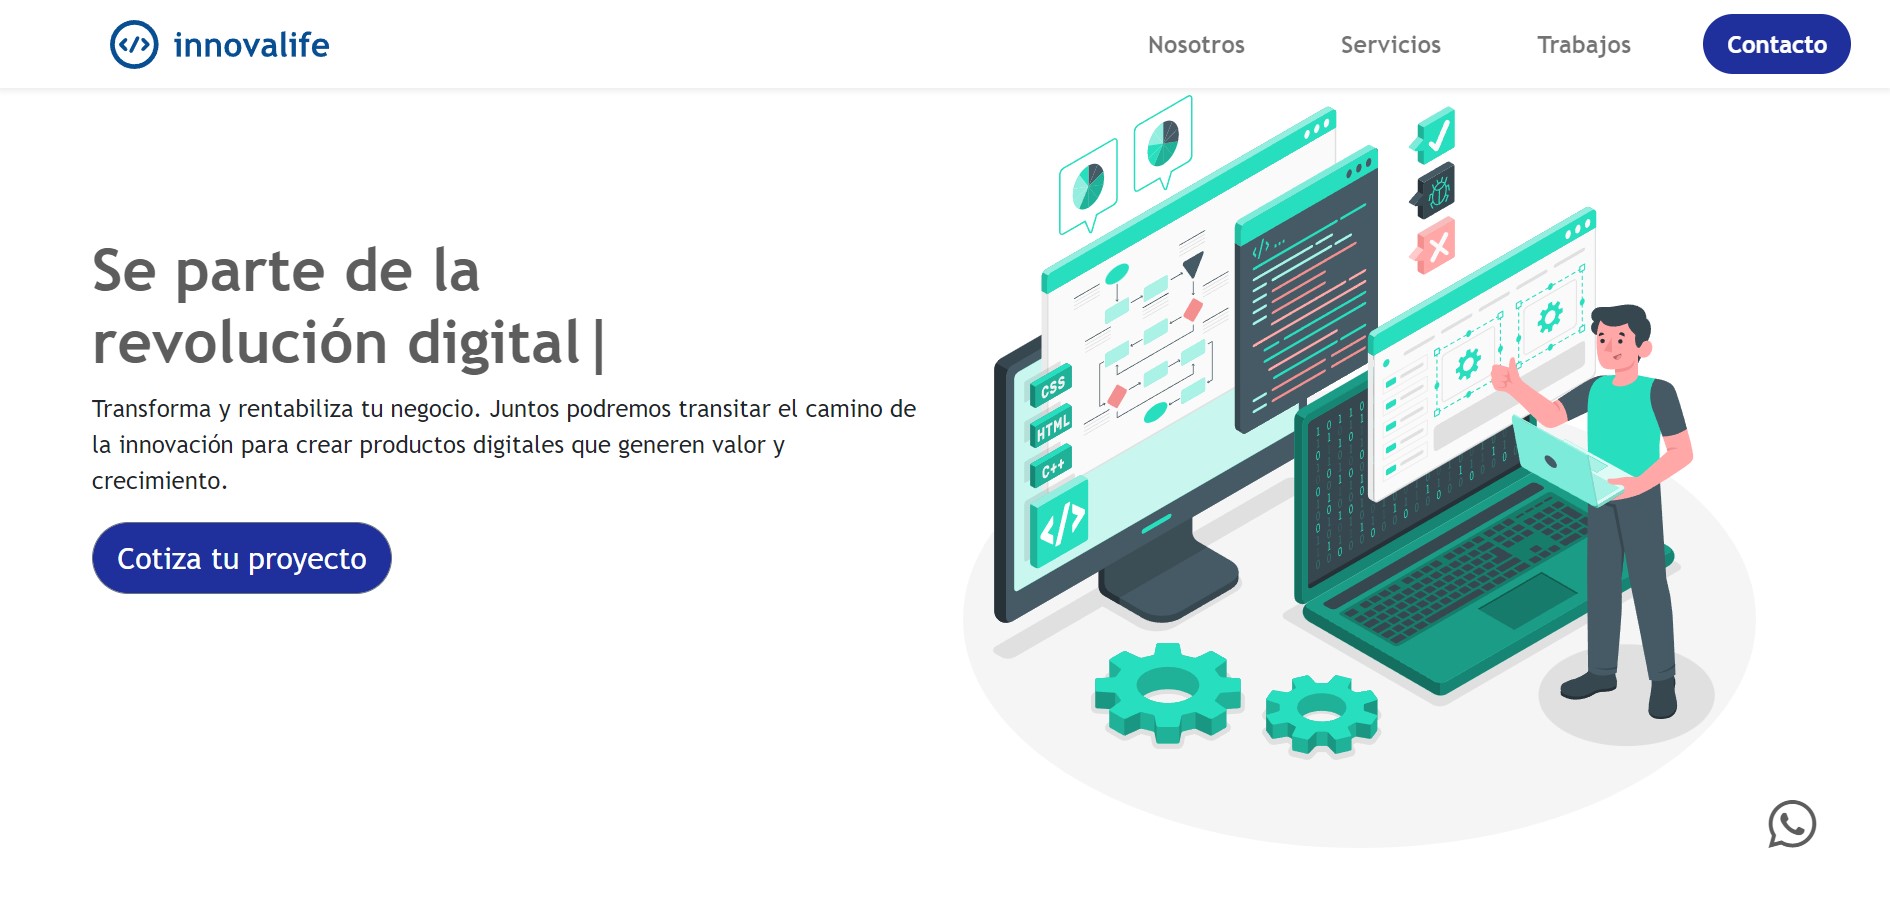 innovalife
Nosotros
Servicios
Trabajos
Contacto
Se parte de la
revolución digital|
Transforma y rentabiliza tu negocio. Juntos podremos transitar el camino de
la innovación para crear productos digitales que generen valor y
crecimiento.
Cotiza tu proyecto
CSS
HTML
C++
</>
</>...